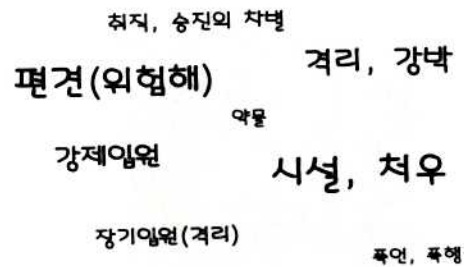 취직, 승진의 차별
격리, 강박
편견(위험해)
약물
강제입원
시설, 처우
장기입원(격리)
폭언, 폭행